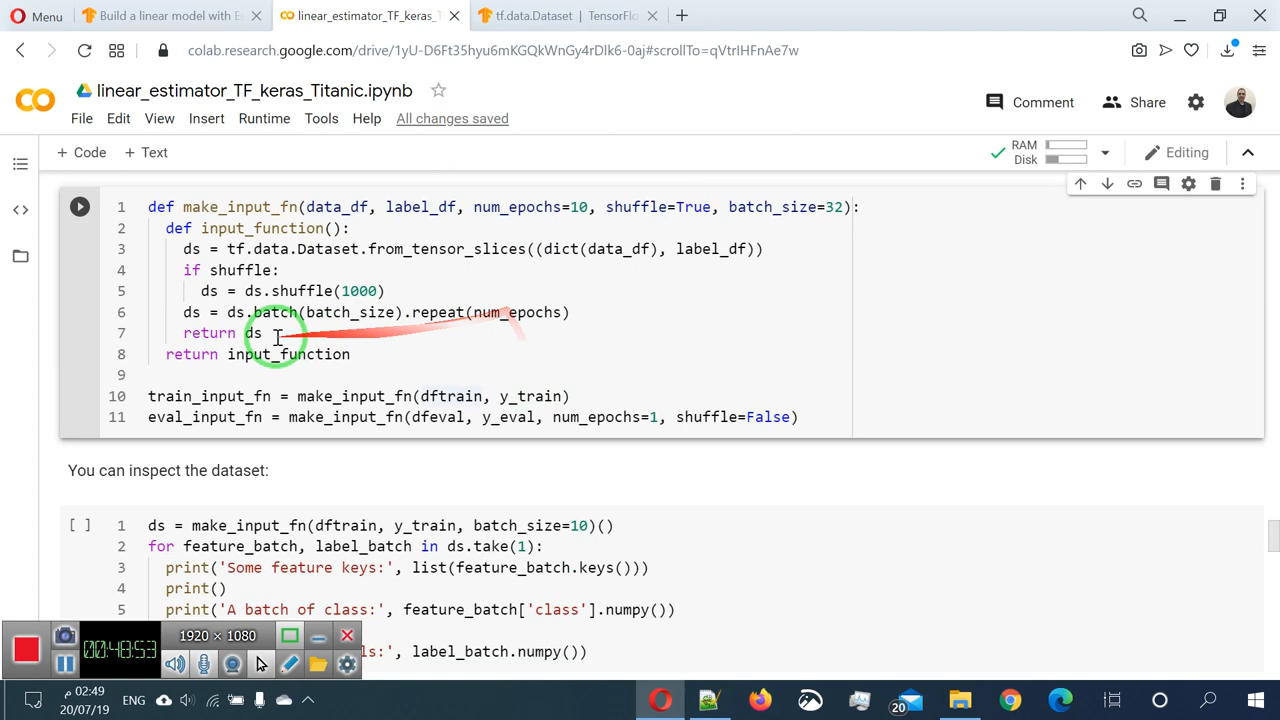 Menu
Build a linear model with Es
linear_estimator_TF_keras_T
tf.data.Dataset | TensorFlo
colab.research.google.com/drive/1yU-D6Ft35hyu6mKGQkWnGy4rDlk6-0aj#scrollTo=qVtrIHFnAe7w
linear_estimator_TF_keras_Titanic.ipynb
Comment
Share
File Edit View Insert Runtime Tools Help All changes saved
+ Code + Text
RAM
Disk
Editing
1 def make_input_fn(data_df, label_df, num_epochs=10, shuffle=True, batch_size=32):
2 def input_function():
3 ds = tf.data.Dataset.from_tensor_slices((dict(data_df), label_df))
4 if shuffle:
5 ds = ds.shuffle(1000)
6 ds = ds.batch(batch_size).repeat(num_epochs)
7 return ds
8 return input_function
9
10 train_input_fn = make_input_fn(dftrain, y_train)
11 eval_input_fn = make_input_fn(dfeval, y_eval, num_epochs=1, shuffle=False)
You can inspect the dataset:
[ ] 1 ds = make_input_fn(dftrain, y_train, batch_size=10)()
2 for feature_batch, label_batch in ds.take(1):
3 print('Some feature keys:', list(feature_batch.keys()))
4 print()
5 print('A batch of class:', feature_batch['class'].numpy())
ls:', label_batch.numpy())
1920 × 1080
00:48:53
20
ENG
02:49 م
20/07/19